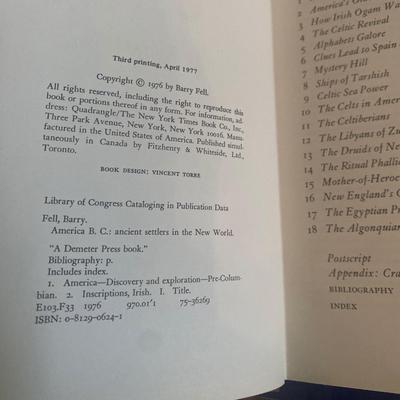 Third printing, April 1977
Copyright © 1976 by Barry Fell.
All rights reserved, including the right to reproduce this
book or portions thereof in any form. For information, ad-
dress: Quadrangle/The New York Times Book Co., Inc.,
Three Park Avenue, New York, New York 10016. Manu-
factured in the United States of America. Published simul-
taneously in Canada by Fitzhenry & Whiteside, Ltd.,
Toronto.
BOOK DESIGN: VINCENT TORRE
Library of Congress Cataloging in Publication Data
Fell, Barry.
America B. C.: ancient settlers in the New World.
"A Demeter Press book."
Bibliography: p.
Includes index.
1. America—Discovery and exploration—Pre-Colum-
bian. 2. Inscriptions, Irish. I. Title.
E103.F33 1976 970.01'1 75-36269
ISBN: 0-8129-0624-1
2 America's
3 How Irish Ogam Wa
4 The Celtic Revival
5 Alphabets Galore
6 Clues Lead to Spain
7 Mystery Hill
8 Ships of Tarshish
9 Celtic Sea Power
10 The Celts in Amer
11 The Celtiberians
12 The Libyans of Zu
13 The Druids of Ne
14 The Ritual Phalli
15 Mother-of-Heroe
16 New England's
17 The Egyptian Pr
18 The Algonquian
Postscript
Appendix: Cra
BIBLIOGRAPHY
INDEX